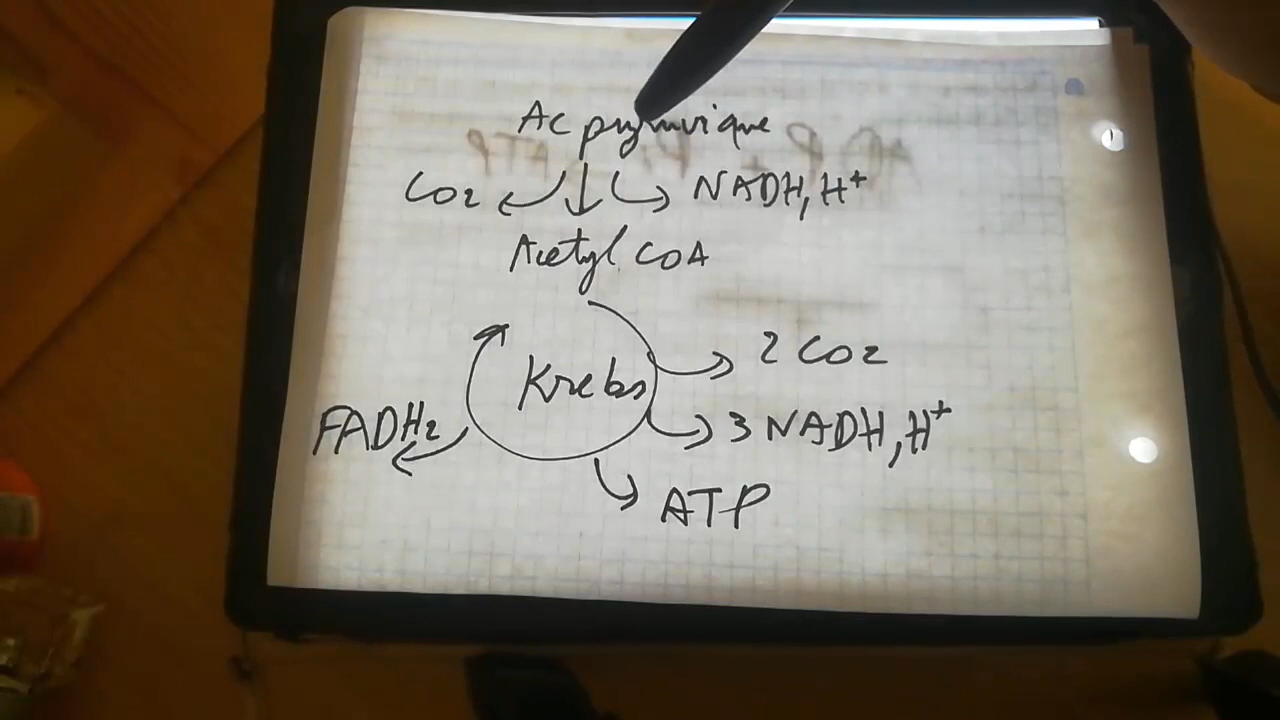 Ac pyruvique
CO2 NADH, H+
Acetyl COA
Krebs
2 CO2
3 NADH, H+
FADH2
ATP